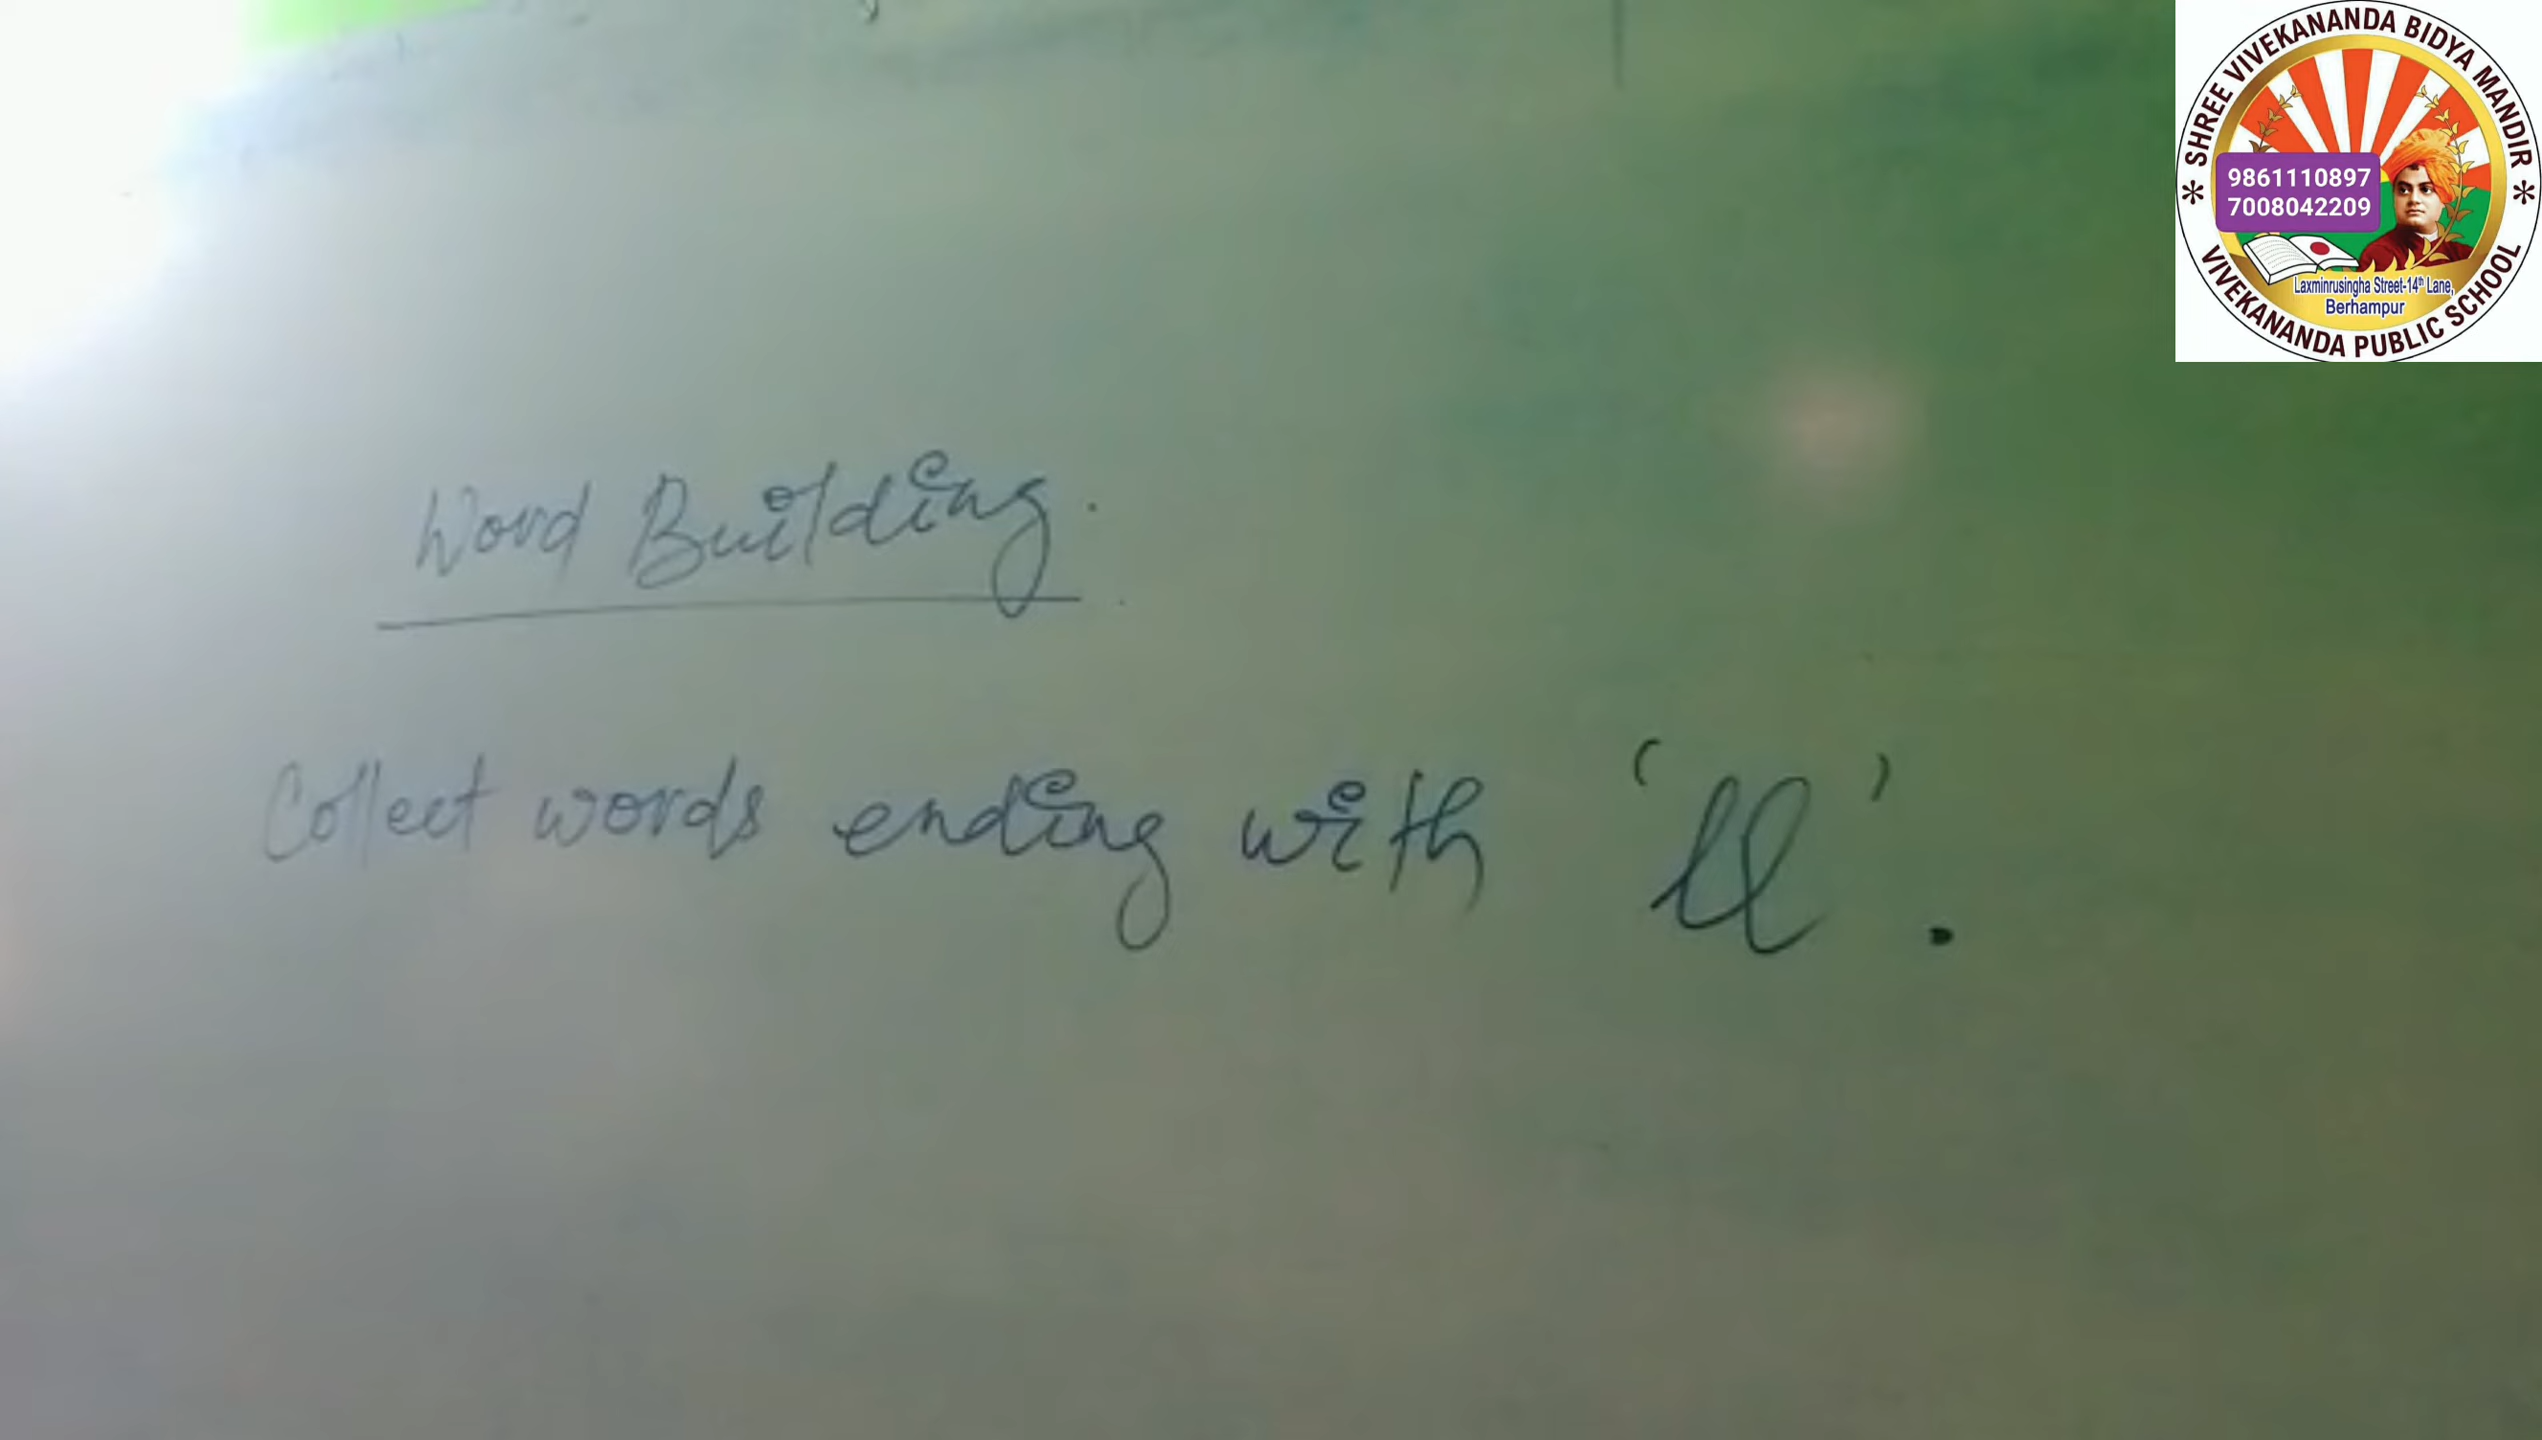 SHREE VIVEKANANDA BIDYA MANDIR
9861110897
7008042209
Laxminrusingha Street-14th Lane,
Berhampur
VIVEKANANDA PUBLIC SCHOOL
Word Building.
Collect words ending with 'll'.